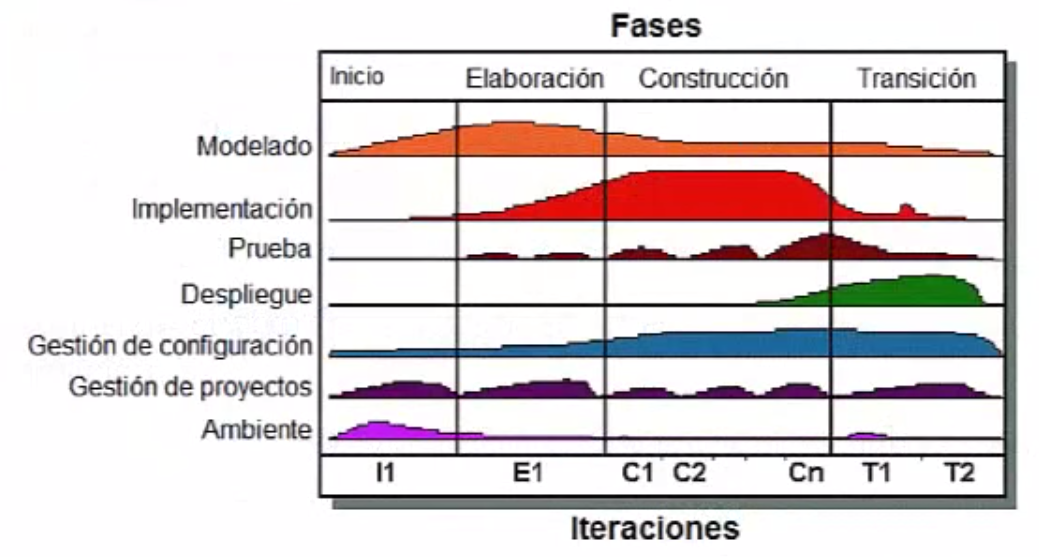 Fases
Inicio Elaboración Construcción Transición
Modelado
Implementación
Prueba
Despliegue
Gestión de configuración
Gestión de proyectos
Ambiente
I1 E1 C1 C2 Cn T1 T2
Iteraciones